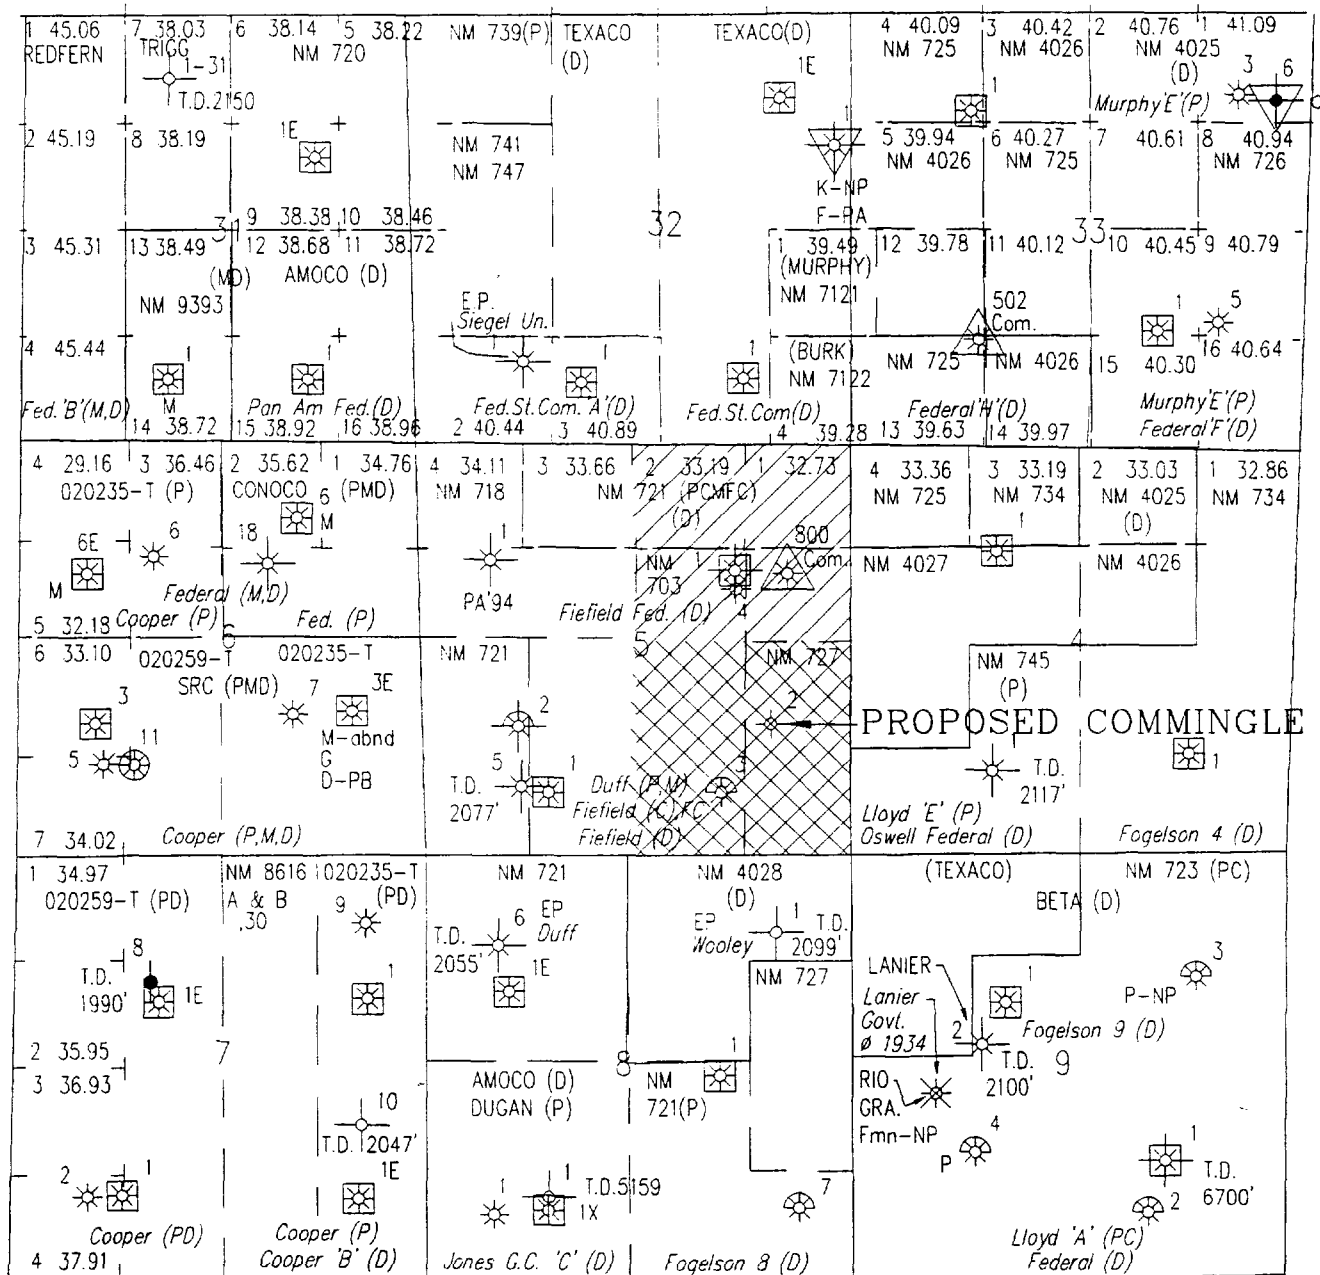 1 45.06 7 38.03 6 38.14 5 38.22 NM 739(P) TEXACO TEXACO(D) 4 40.09 3 40.42 2 40.76 1 41.09
REDFERN TRIGG NM 720 (D) NM 725 NM 4026 NM 4025
1-31 1E (D) 3 6
T.D.2150 1 Murphy'E'(P)
2 45.19 8 38.19 1E NM 741 1 5 39.94 6 40.27 7 40.61 8 40.94
NM 747 NM 4026 NM 725 NM 726
K-NP
F-PA
9 38.38 10 38.46
31 32 33
3 45.31 13 38.49 12 38.68 11 38.72 1 39.49 12 39.78 11 40.12 10 40.45 9 40.79
(MD) AMOCO (D) (MURPHY)
NM 9393 NM 7121
E.P. 502
Siegel Un. Com. 1 5
4 45.44 1 1 1 1 1 (BURK) NM 725 NM 4026 15 40.30 16 40.64
NM 7122
M
Fed.'B'(M,D) Pan Am Fed.(D) Fed.St.Com.'A'(D) Fed.St.Com(D) Federal'H'(D) Murphy'E'(P)
Federal'F'(D)
14 38.72 15 38.92 16 38.96 2 40.44 3 40.89 4 39.28 13 39.63 14 39.97
4 29.16 3 36.46 2 35.62 1 34.76 4 34.11 3 33.66 2 33.19 1 32.73 4 33.36 3 33.19 2 33.03 1 32.86
020235-T (P) CONOCO (PMD) NM 718 NM 721 (PCMFC) NM 725 NM 734 NM 4025 NM 734
6 M (D) (D)
6E 6 18 1 800 1
Com.
NM 703 NM 4027 NM 4026
M Federal (M,D) PA'94 4
Cooper (P) Fed. (P) Fiefield Fed. (D)
5 32.18 6 5 4
6 33.10 020259-T 020235-T NM 721 NM 727 NM 745
SRC (PMD) (P)
3 7 3E 2 2 PROPOSED COMMINGLE
M-abnd
G
D-PB
5 11 5 1 3 1 1
T.D. T.D.
2077' 2117'
Duff (P,M) Lloyd 'E' (P)
Fiefield (C),FC
7 34.02 Cooper (P,M,D) Fiefield (D) Oswell Federal (D) Fogelson 4 (D)
1 34.97 NM 8616 020235-T NM 721 NM 4028 (TEXACO) NM 723 (PC)
020259-T (PD) A & B (PD) (D) BETA (D)
,30 9
6 EP EP 1 T.D.
Duff Wooley 2099'
8 T.D. 3
T.D. 2055' NM 727 LANIER
1990' 1E 1 1E 1 P-NP
Lanier
Govt.
ø 1934 2 Fogelson 9 (D)
2 35.95 7 8 T.D. 9
3 36.93 1 2100'
AMOCO (D) NM RIO
DUGAN (P) 721(P) GRA.
10 Fmn-NP
T.D. 2047' P 4
1E 1 T.D.5159 1
2 1 1 1X 7 2 T.D.
6700'
Cooper (PD) Cooper (P) Lloyd 'A' (PC)
4 37.91 Cooper 'B' (D) Jones G.C. 'C' (D) Fogelson 8 (D) Federal (D)